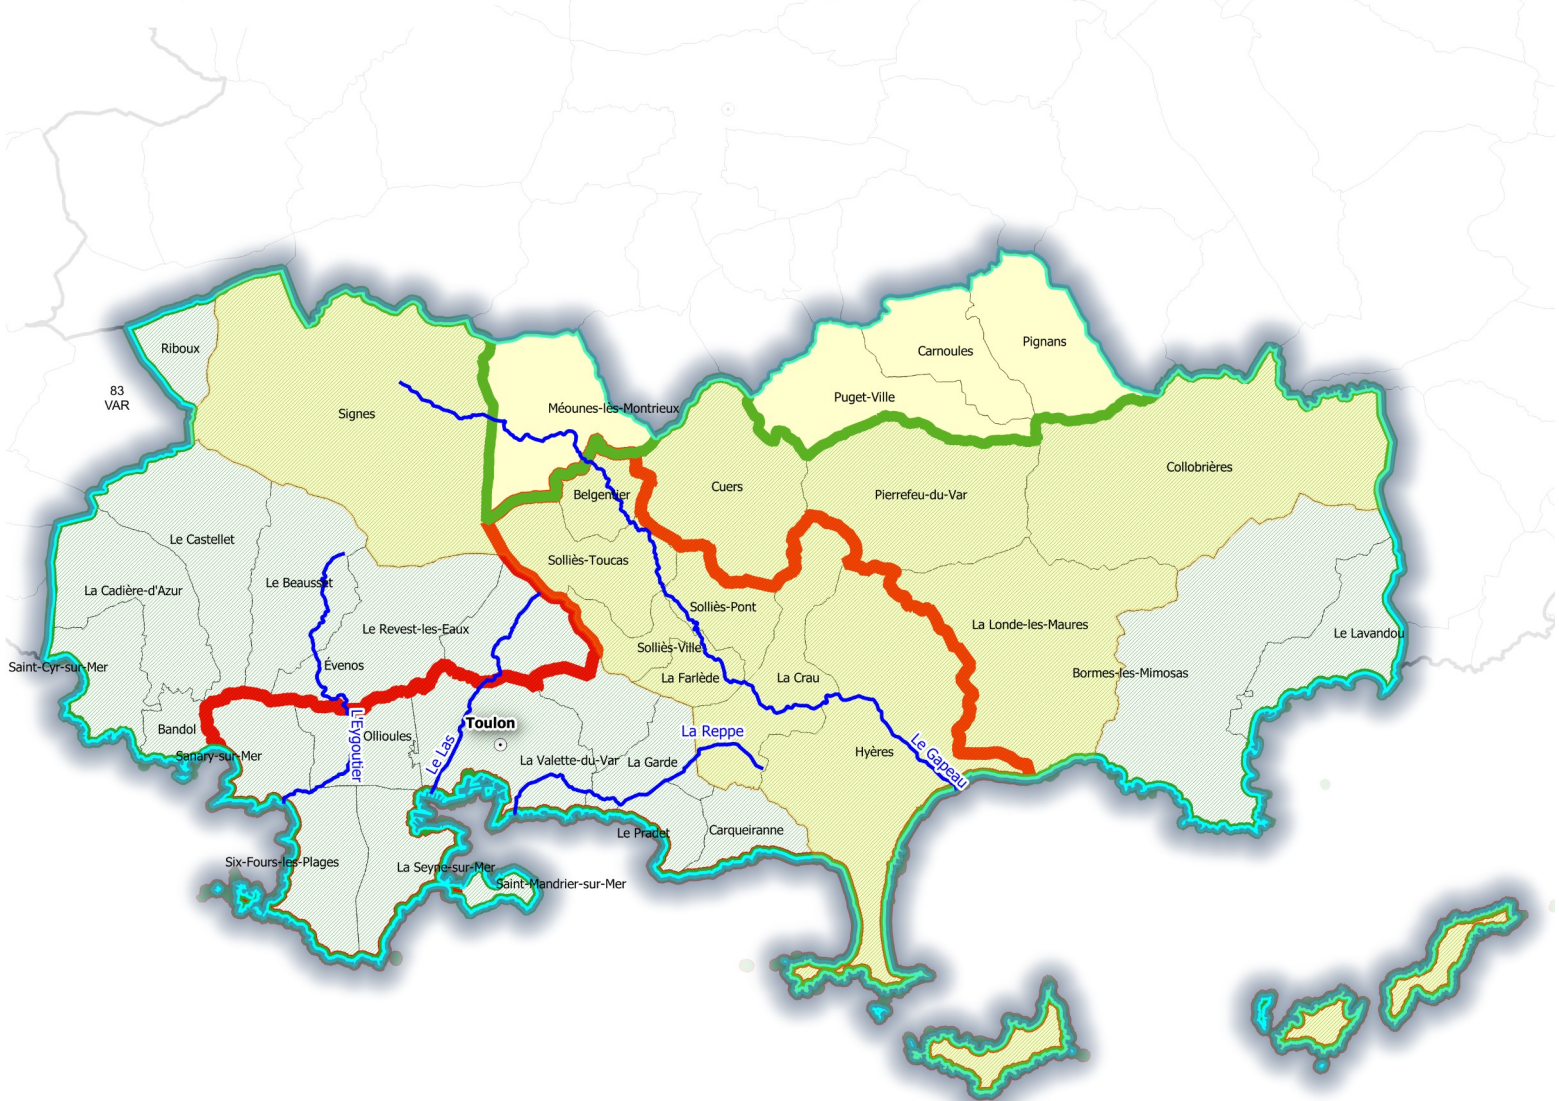 Riboux
Carnoules
Pignans
83
VAR
Signes
Méounes-lès-Montrieux
Puget-Ville
Collobrières
Belgentier
Cuers
Pierrefeu-du-Var
Le Castellet
Solliès-Toucas
La Cadière-d'Azur
Le Beausset
Solliès-Pont
La Londe-les-Maures
Le Revest-les-Eaux
Le Lavandou
Saint-Cyr-sur-Mer
Évenos
Solliès-Ville
La Farlède
La Crau
Bormes-les-Mimosas
Bandol
Toulon
L'Eygoutier
Ollioules
La Reppe
Sanary-sur-Mer
Le Las
La Valette-du-Var
La Garde
Hyères
Le Gapeau
Le Pradet
Carqueiranne
Six-Fours-les-Plages
La Seyne-sur-Mer
Saint-Mandrier-sur-Mer